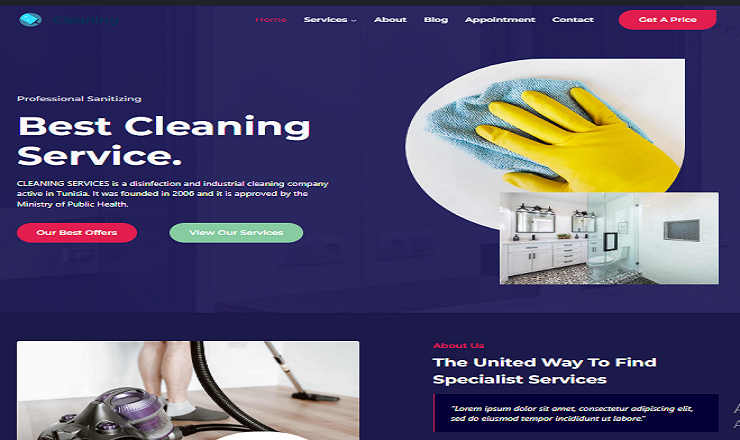 Cleaning
Home Services About Blog Appointment Contact Get A Price
Professional Sanitizing
Best Cleaning
Service.
CLEANING SERVICES is a disinfection and industrial cleaning company
active in Tunisia. It was founded in 2006 and it is approved by the
Ministry of Public Health.
Our Best Offers View Our Services
About Us
The United Way To Find
Specialist Services
"Lorem ipsum dolor sit amet, consectetur adipiscing elit,
sed do eiusmod tempor incididunt ut labore."